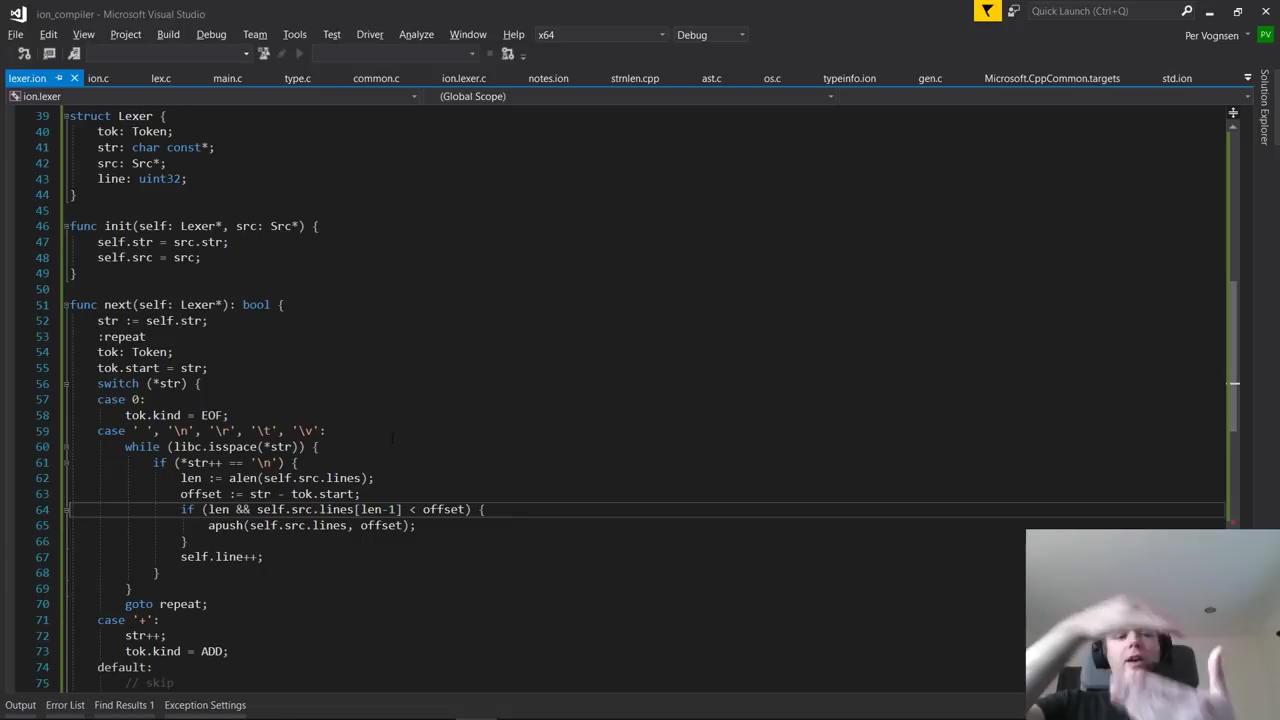 ion_compiler - Microsoft Visual Studio
Quick Launch (Ctrl+Q)
File Edit View Project Build Debug Team Tools Test Driver Analyze Window Help x64 Debug Per Vognsen PV
lexer.ion ion.c lex.c main.c type.c common.c ion.lexer.c notes.ion strnlen.cpp ast.c os.c typeinfo.ion gen.c Microsoft.CppCommon.targets std.ion
ion.lexer (Global Scope)
Solution Explorer
39 struct Lexer {
40 tok: Token;
41 str: char const*;
42 src: Src*;
43 line: uint32;
44 }
45
46 func init(self: Lexer*, src: Src*) {
47 self.str = src.str;
48 self.src = src;
49 }
50
51 func next(self: Lexer*): bool {
52 str := self.str;
53 :repeat
54 tok: Token;
55 tok.start = str;
56 switch (*str) {
57 case 0:
58 tok.kind = EOF;
59 case ' ', '\n', '\r', '\t', '\v':
60 while (libc.isspace(*str)) {
61 if (*str++ == '\n') {
62 len := alen(self.src.lines);
63 offset := str - tok.start;
64 if (len && self.src.lines[len-1] < offset) {
65 apush(self.src.lines, offset);
66 }
67 self.line++;
68 }
69 }
70 goto repeat;
71 case '+':
72 str++;
73 tok.kind = ADD;
74 default:
75 // skip
Output Error List Find Results 1 Exception Settings